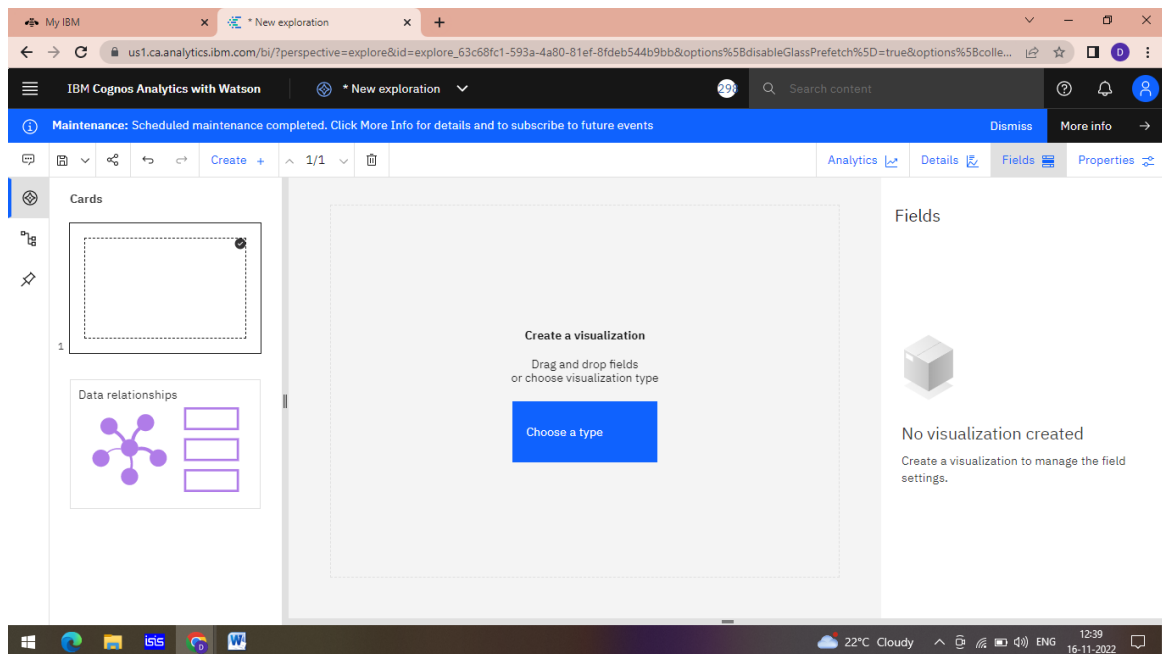 My IBM
* New exploration
us1.ca.analytics.ibm.com/bi/?perspective=explore&id=explore_63c68fc1-593a-4a80-81ef-8fdeb544b9bb&options%5BdisableGlassPrefetch%5D=true&options%5Bcolle...
D
IBM Cognos Analytics with Watson
* New exploration
298
Search content
Maintenance: Scheduled maintenance completed. Click More Info for details and to subscribe to future events
Dismiss
More info
Create +
1/1
Analytics
Details
Fields
Properties
Cards
1
Data relationships
Create a visualization
Drag and drop fields
or choose visualization type
Choose a type
Fields
No visualization created
Create a visualization to manage the field
settings.
isis
D
W
22°C Cloudy
ENG
12:39
16-11-2022